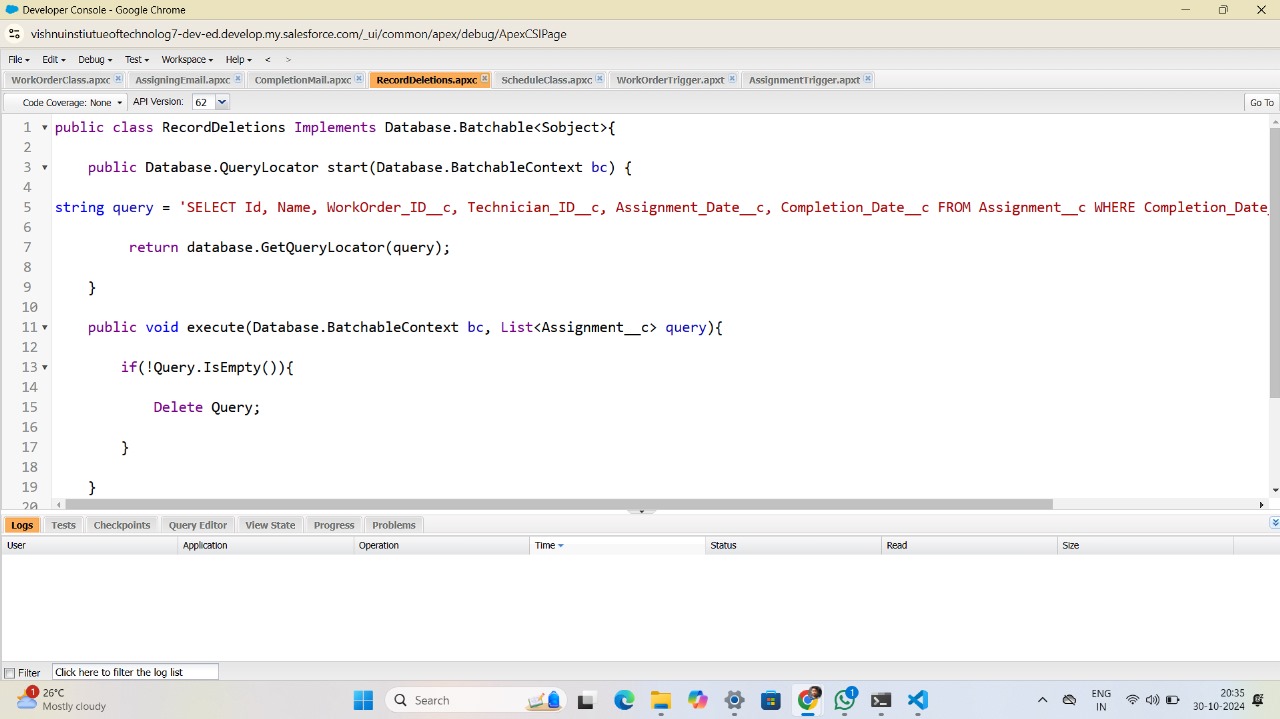 Developer Console - Google Chrome
vishnuinstiutueoftechnolog7-dev-ed.develop.my.salesforce.com/_ui/common/apex/debug/ApexCSIPage
File Edit Debug Test Workspace Help < >
WorkOrderClass.apxc AssigningEmail.apxc CompletionMail.apxc RecordDeletions.apxc ScheduleClass.apxc WorkOrderTrigger.apxt AssignmentTrigger.apxt
Code Coverage: None API Version: 62 Go To
1 public class RecordDeletions Implements Database.Batchable<Sobject>{
2
3 public Database.QueryLocator start(Database.BatchableContext bc) {
4
5 string query = 'SELECT Id, Name, WorkOrder_ID__c, Technician_ID__c, Assignment_Date__c, Completion_Date__c FROM Assignment__c WHERE Completion_Date_
6
7 return database.GetQueryLocator(query);
8
9 }
10
11 public void execute(Database.BatchableContext bc, List<Assignment__c> query){
12
13 if(!Query.IsEmpty()){
14
15 Delete Query;
16
17 }
18
19 }
20
Logs Tests Checkpoints Query Editor View State Progress Problems
User Application Operation Time Status Read Size
Filter Click here to filter the log list
1 26°C
Mostly cloudy
Search
1
ENG
IN
20:35
30-10-2024